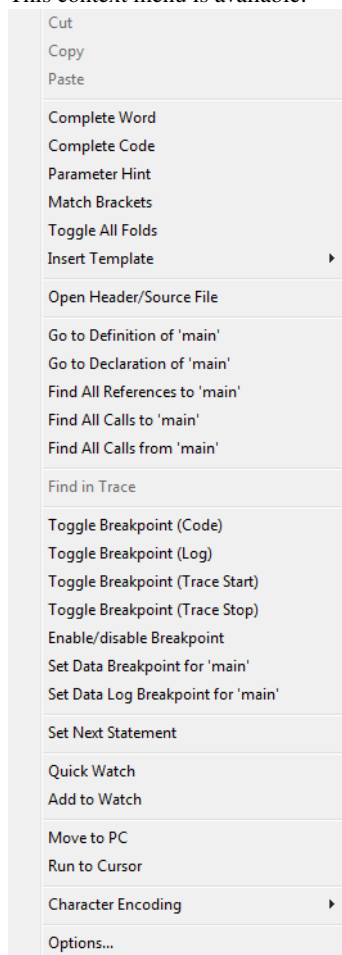 This context menu is available:
Cut
Copy
Paste
Complete Word
Complete Code
Parameter Hint
Match Brackets
Toggle All Folds
Insert Template
Open Header/Source File
Go to Definition of 'main'
Go to Declaration of 'main'
Find All References to 'main'
Find All Calls to 'main'
Find All Calls from 'main'
Find in Trace
Toggle Breakpoint (Code)
Toggle Breakpoint (Log)
Toggle Breakpoint (Trace Start)
Toggle Breakpoint (Trace Stop)
Enable/disable Breakpoint
Set Data Breakpoint for 'main'
Set Data Log Breakpoint for 'main'
Set Next Statement
Quick Watch
Add to Watch
Move to PC
Run to Cursor
Character Encoding
Options...